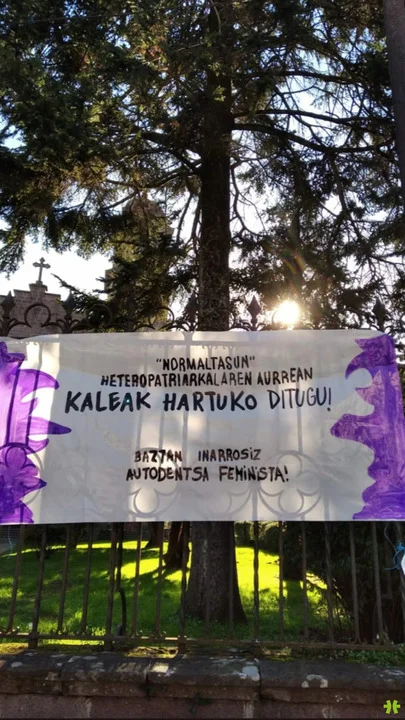 "NORMALTASUN"
HETEROPATRIARKALAREN AURREAN
KALEAK HARTUKO DITUGU!
BAZTAN INARROSIZ
AUTODENTSA FEMINISTA!